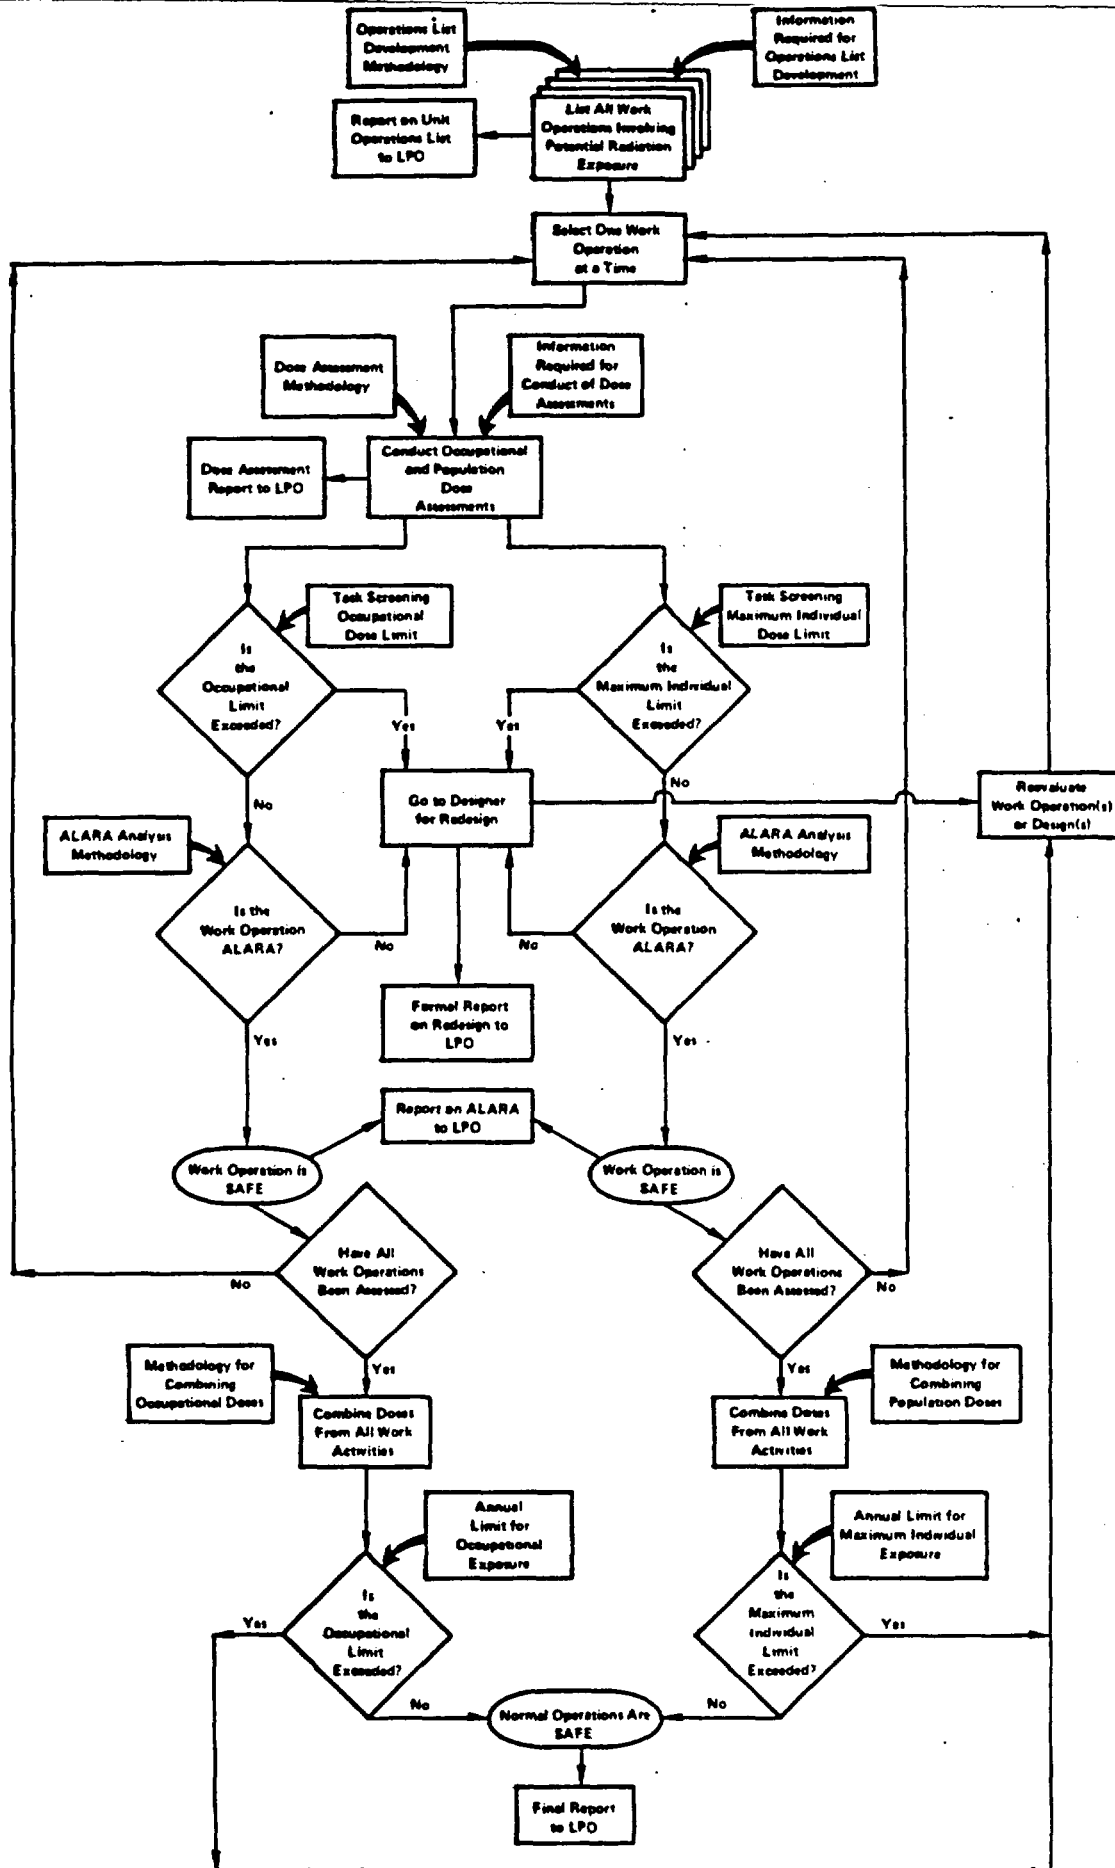 Operations List
Development
Methodology
Information
Required for
Operations List
Development
List All Work
Operations Involving
Potential Radiation
Exposure
Report on Unit
Operations List
to LPO
Select One Work
Operation
at a Time
Dose Assessment
Methodology
Information
Required for
Conduct of Dose
Assessments
Conduct Occupational
and Population
Dose
Assessments
Dose Assessment
Report to LPO
Task Screening
Occupational
Dose Limit
Task Screening
Maximum Individual
Dose Limit
Is
the
Occupational
Limit
Exceeded?
Is
the
Maximum Individual
Limit
Exceeded?
Yes
Yes
No
No
Go to Designer
for Redesign
Reevaluate
Work Operation(s)
or Design(s)
ALARA Analysis
Methodology
ALARA Analysis
Methodology
Is the
Work Operation
ALARA?
Is the
Work Operation
ALARA?
No
No
Yes
Yes
Formal Report
on Redesign to
LPO
Report on ALARA
to LPO
Work Operation is
SAFE
Work Operation is
SAFE
Have All
Work Operations
Been Assessed?
Have All
Work Operations
Been Assessed?
No
No
Yes
Yes
Methodology for
Combining
Occupational Doses
Methodology for
Combining
Population Doses
Combine Doses
From All Work
Activities
Combine Doses
From All Work
Activities
Annual
Limit for
Occupational
Exposure
Annual Limit for
Maximum Individual
Exposure
Is
the
Occupational
Limit
Exceeded?
Is
the
Maximum
Individual
Limit
Exceeded?
Yes
Yes
No
No
Normal Operations Are
SAFE
Final Report
to LPO